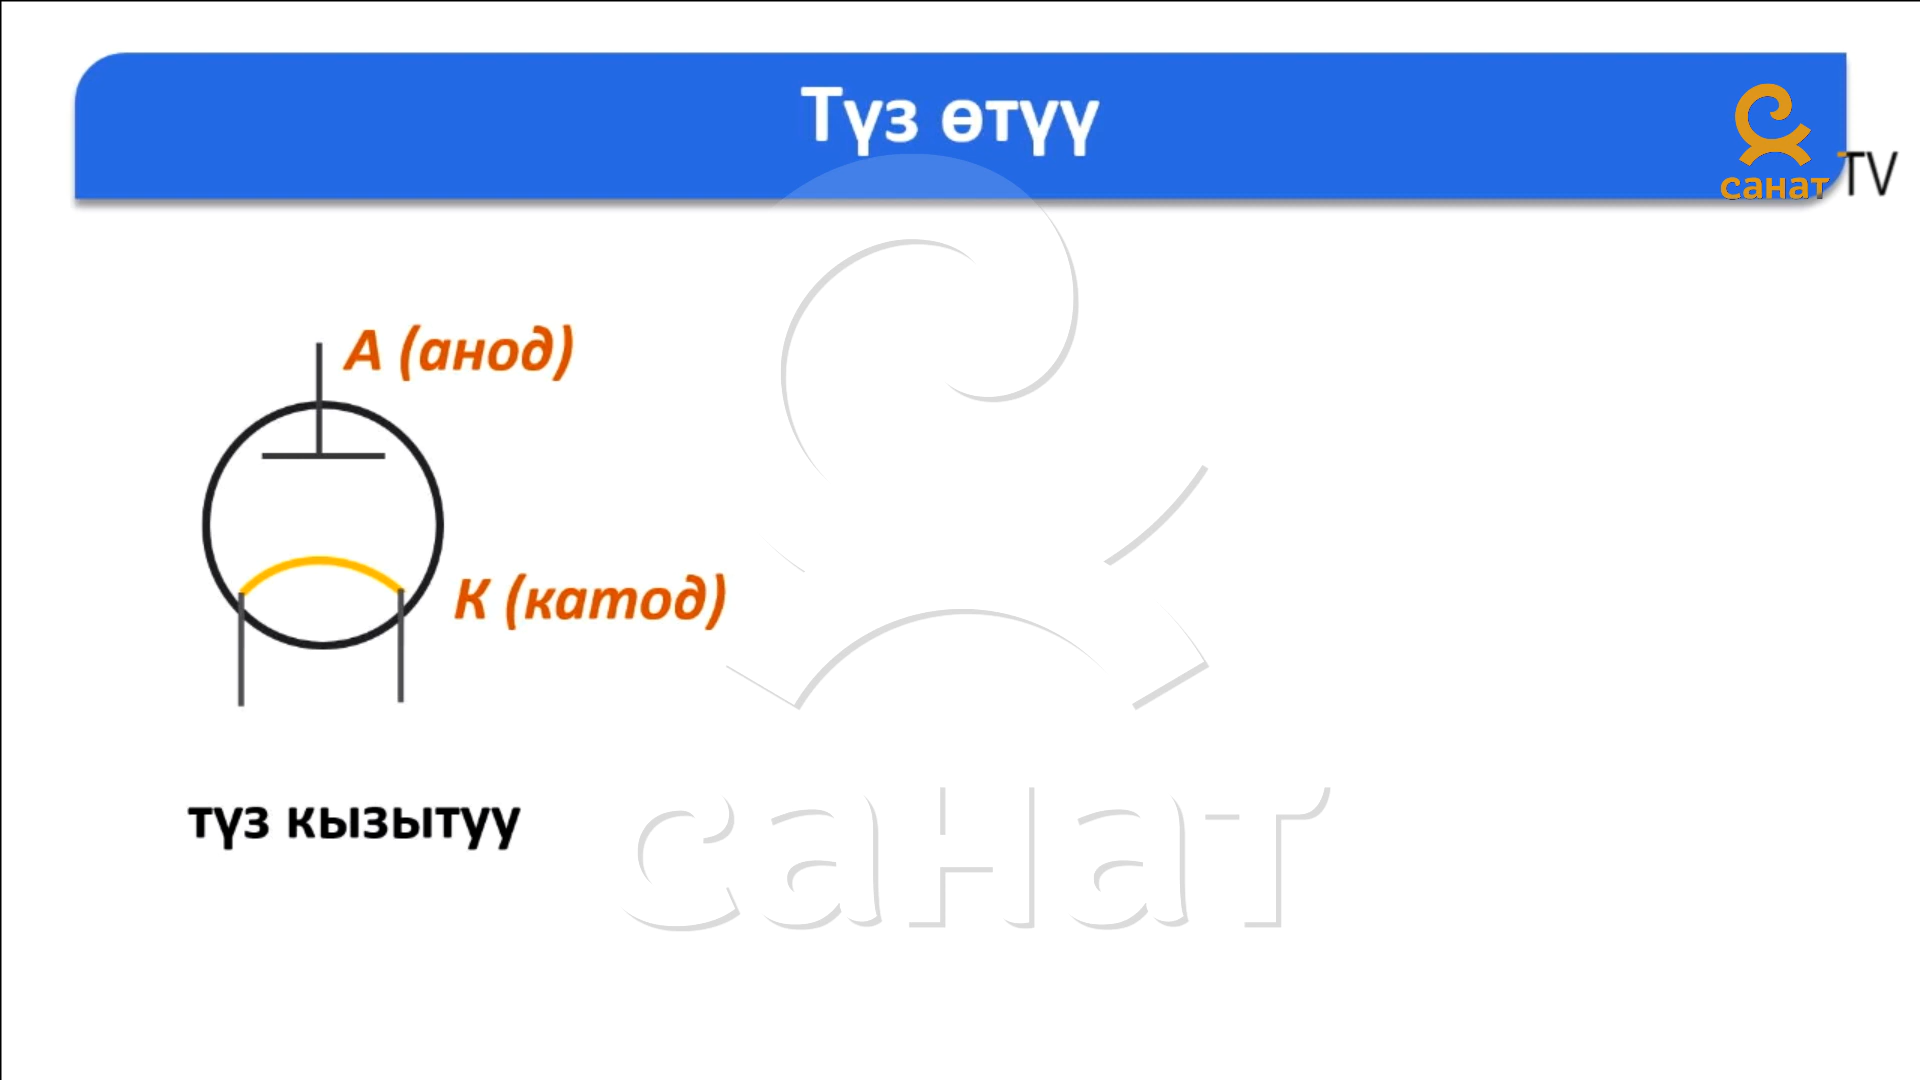 Түз өтүү
санат TV
А (анод)
К (катод)
түз кызытуу
санат